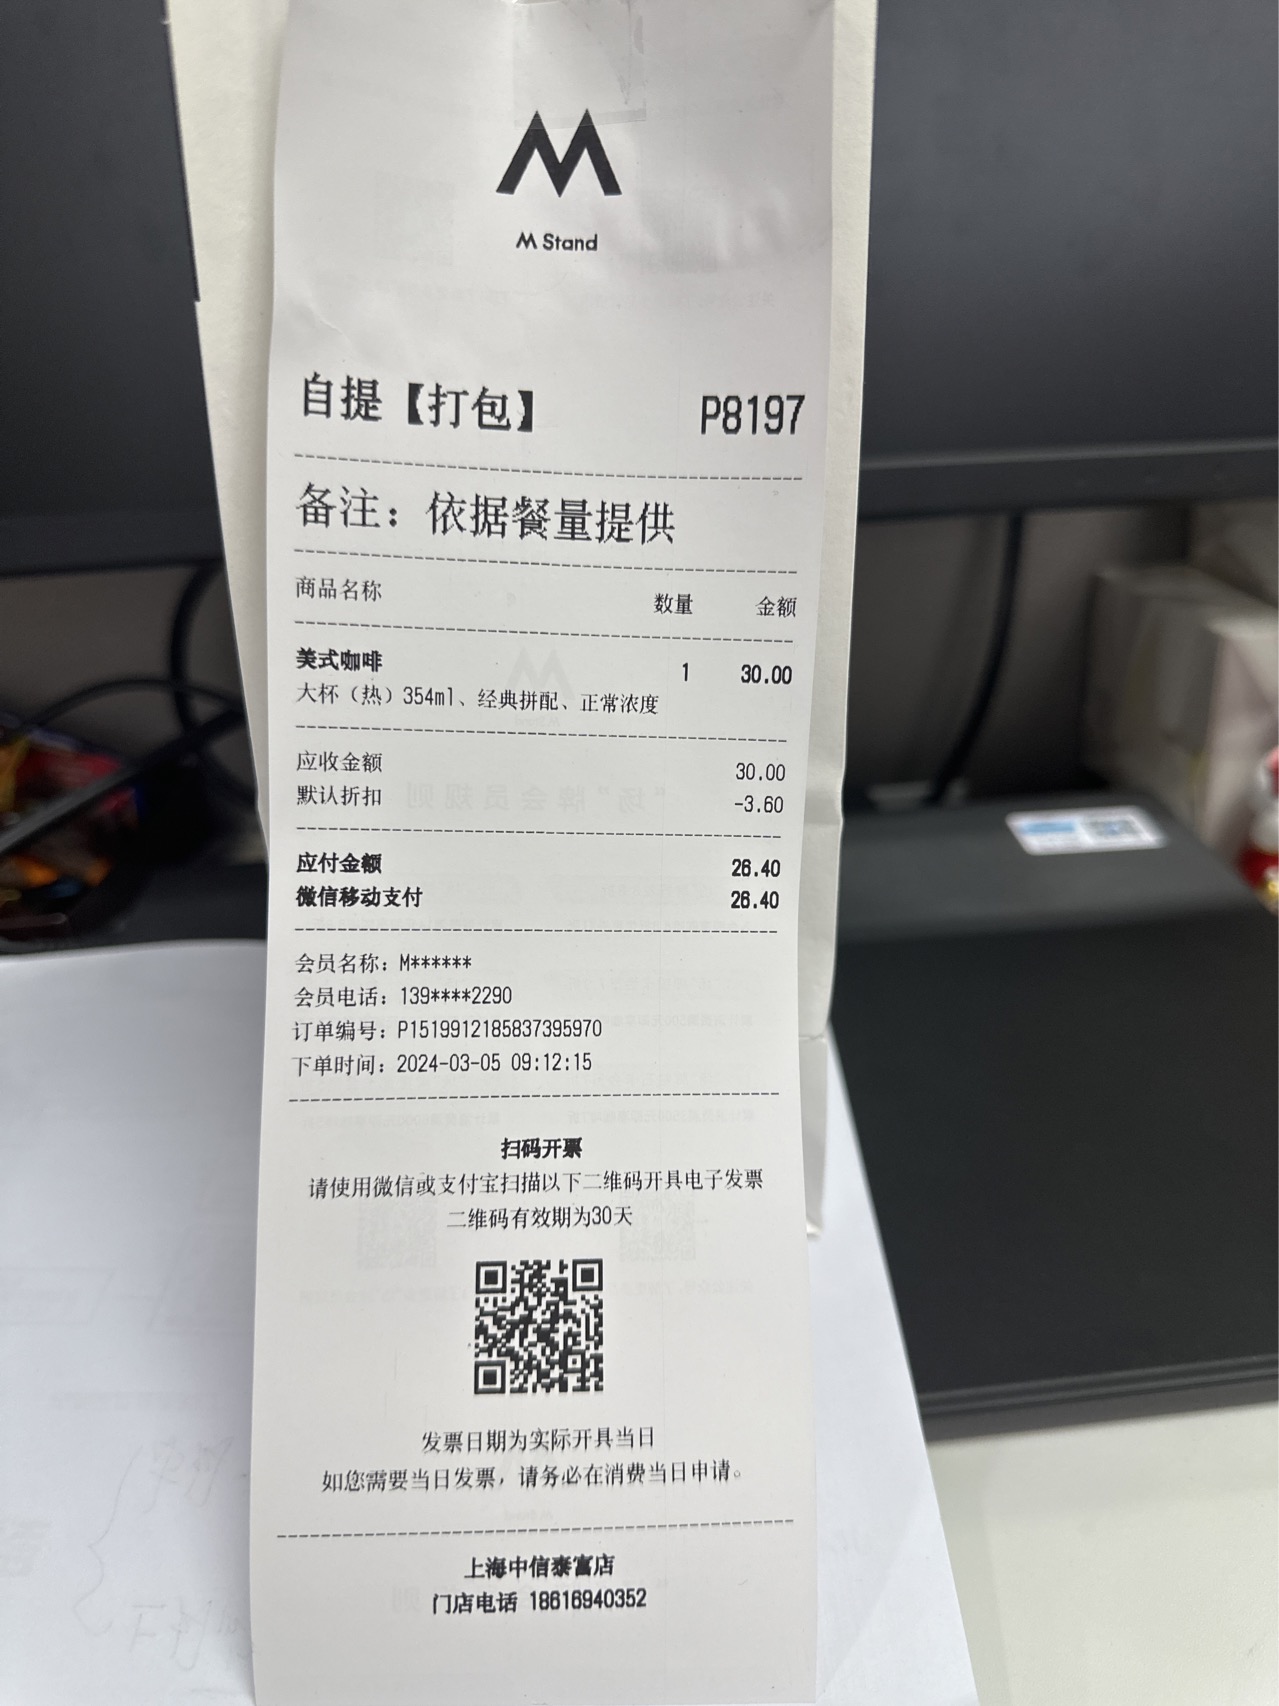 M Stand
自提【打包】 P8197
备注：依据餐量提供
商品名称 数量 金额
美式咖啡 1 30.00
大杯（热）354ml、经典拼配、正常浓度
应收金额 30.00
默认折扣 -3.60
应付金额 26.40
微信移动支付 26.40
会员名称：M******
会员电话：139****2290
订单编号：P1519912185837395970
下单时间：2024-03-05 09:12:15
扫码开票
请使用微信或支付宝扫描以下二维码开具电子发票
二维码有效期为30天
发票日期为实际开具当日
如您需要当日发票，请务必在消费当日申请。
上海中信泰富店
门店电话 18616940352